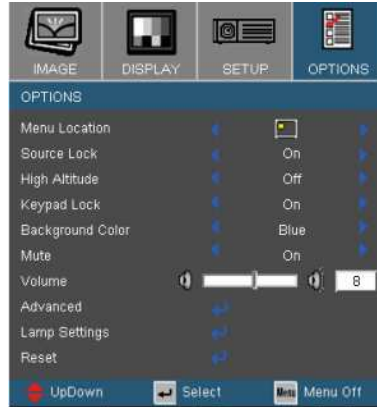 IMAGE DISPLAY SETUP OPTIONS
OPTIONS
Menu Location
Source Lock On
High Altitude Off
Keypad Lock On
Background Color Blue
Mute On
Volume 8
Advanced
Lamp Settings
Reset
UpDown Select Menu Menu Off